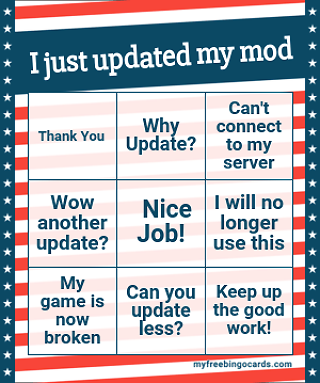 I just updated my mod
Thank You
Why
Update?
Can't
connect
to my
server
Wow
another
update?
Nice
Job!
I will no
longer
use this
My
game is
now
broken
Can you
update
less?
Keep up
the good
work!
myfreebingocards.com